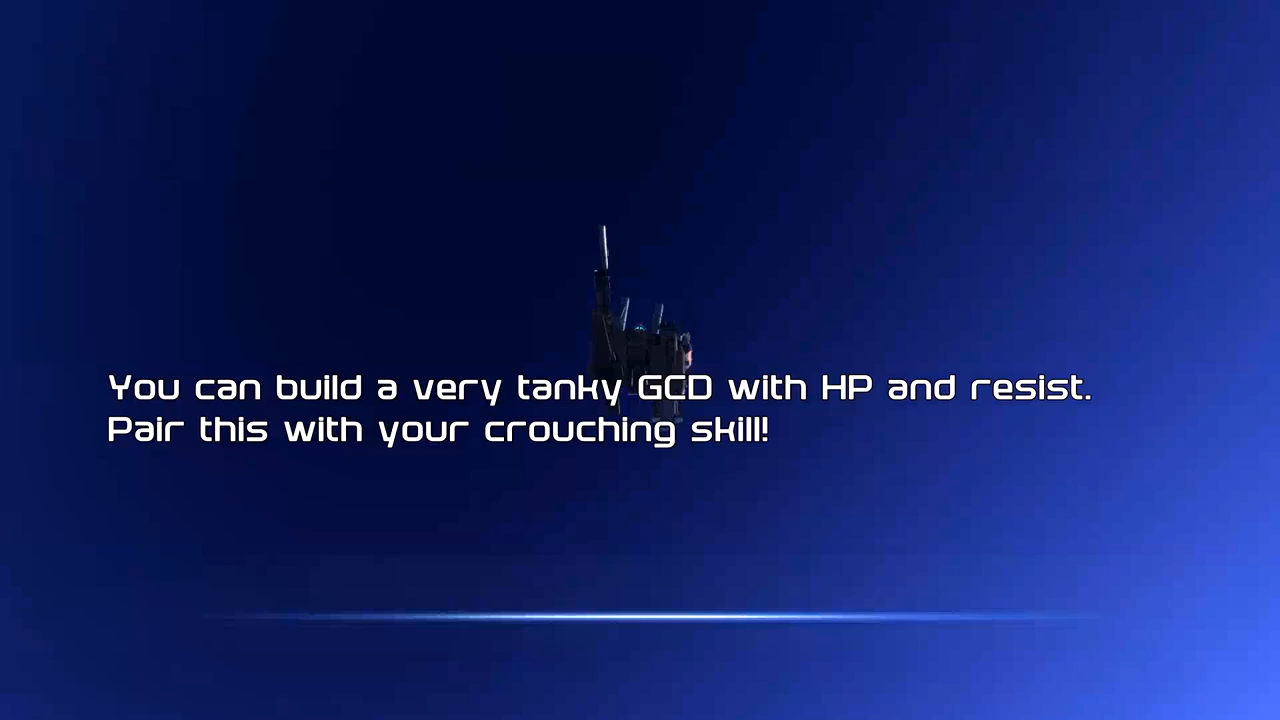 You can build a very tanky GCD with HP and resist.
Pair this with your crouching skill!